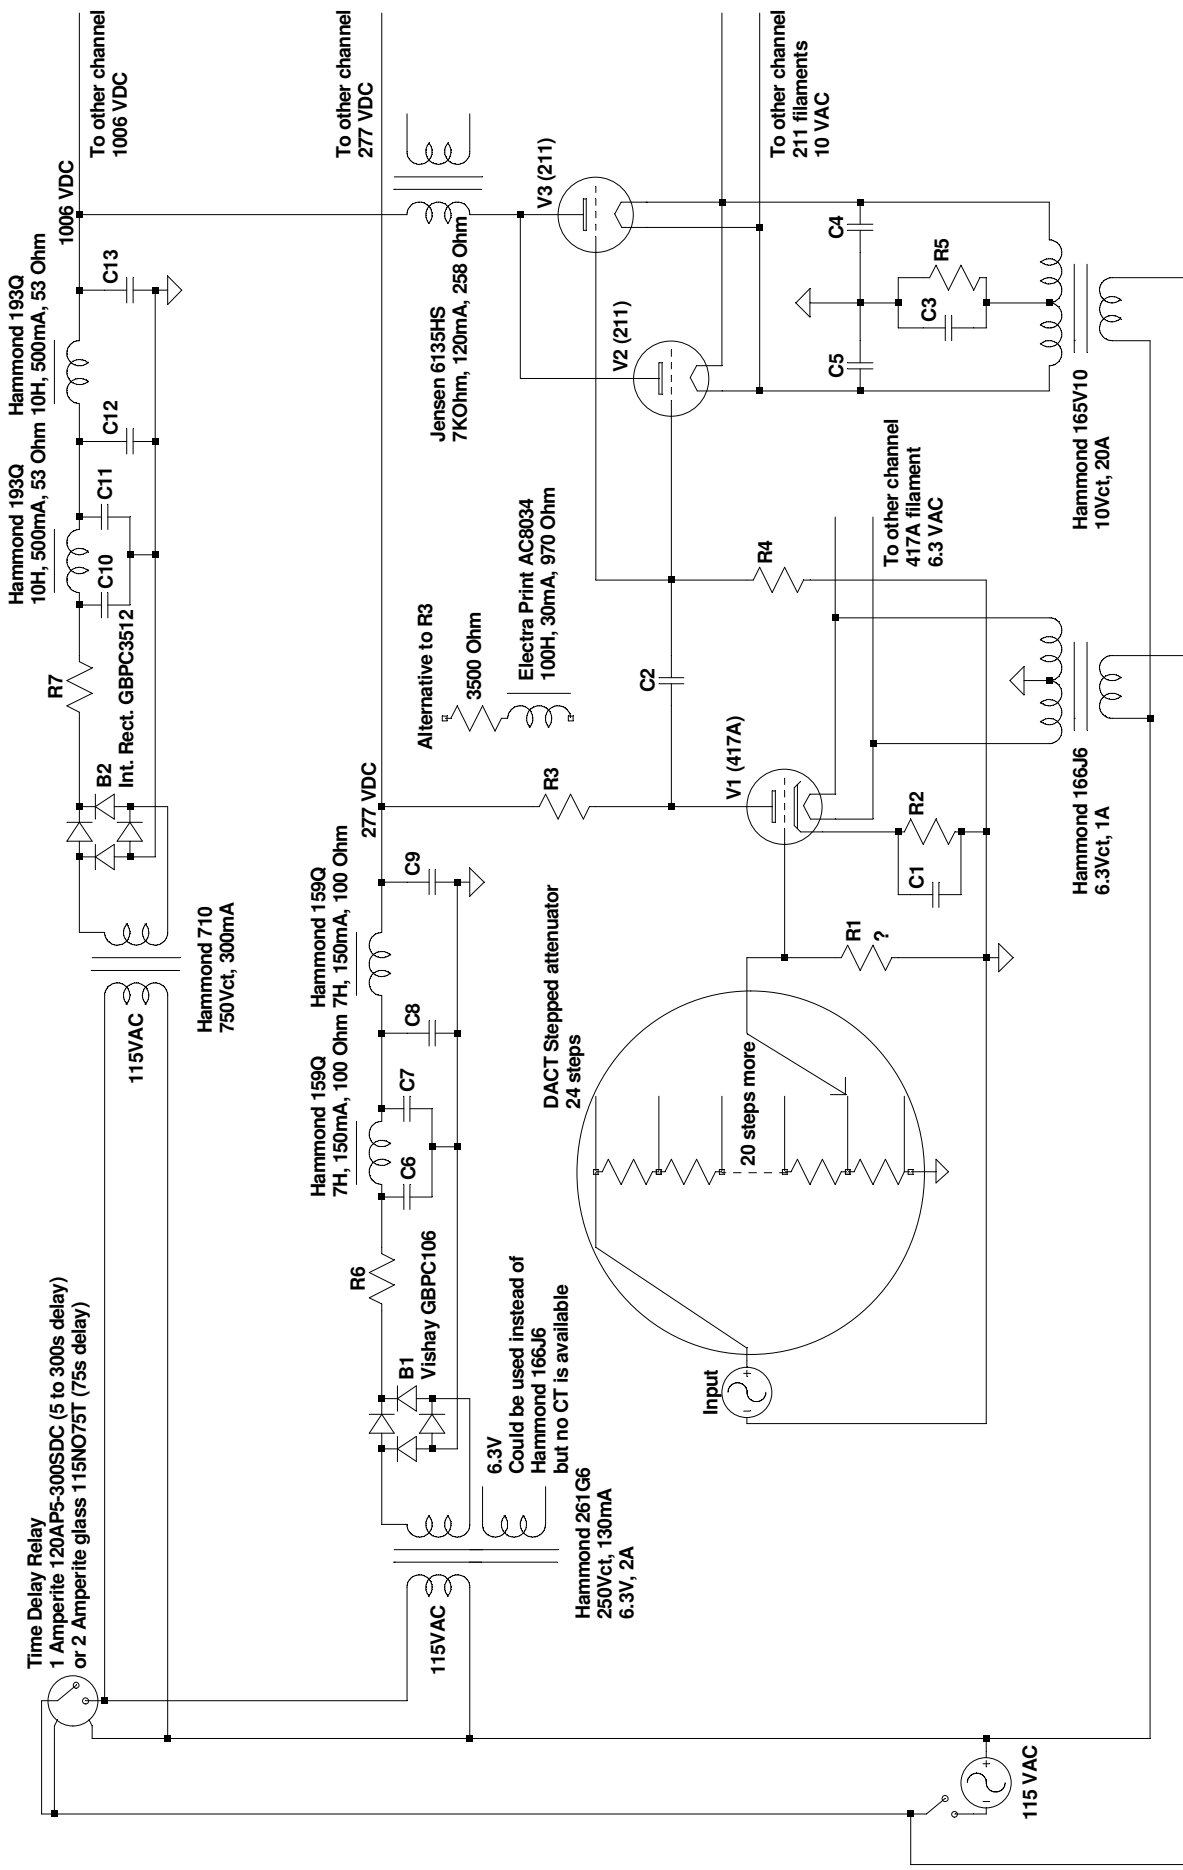 Time Delay Relay
1 Amperite 120AP5-300SDC (5 to 300s delay)
or 2 Amperite glass 115NO75T (75s delay)
115VAC
Hammond 710
750Vct, 300mA
B2
Int. Rect. GBPC3512
R7
Hammond 193Q
10H, 500mA, 53 Ohm
C10
C11
C12
Hammond 193Q
10H, 500mA, 53 Ohm
C13
1006 VDC
To other channel
1006 VDC
115VAC
Hammond 261G6
250Vct, 130mA
6.3V, 2A
6.3V
Could be used instead of
Hammond 166J6
but no CT is available
B1
Vishay GBPC106
R6
Hammond 159Q
7H, 150mA, 100 Ohm
C6
C7
C8
Hammond 159Q
7H, 150mA, 100 Ohm
C9
277 VDC
To other channel
277 VDC
Alternative to R3
3500 Ohm
Electra Print AC8034
100H, 30mA, 970 Ohm
Jensen 6135HS
7KOhm, 120mA, 258 Ohm
R3
C2
V2 (211)
V3 (211)
DACT Stepped attenuator
24 steps
20 steps more
Input
+
-
R1
?
V1 (417A)
C1
R2
R4
To other channel
417A filament
6.3 VAC
To other channel
211 filaments
10 VAC
C5
C4
C3
R5
Hammond 166J6
6.3Vct, 1A
Hammond 165V10
10Vct, 20A
+
-
115 VAC